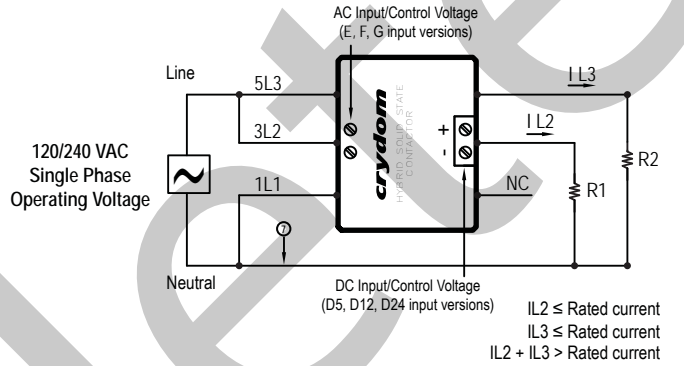 AC Input/Control Voltage
(E, F, G input versions)
Line
5L3
3L2
1L1
120/240 VAC
Single Phase
Operating Voltage
Neutral
7
crydom
HYBRID SOLID STATE
CONTACTOR
+
-
I L3
I L2
NC
R1
R2
DC Input/Control Voltage
(D5, D12, D24 input versions)
IL2 ≤ Rated current
IL3 ≤ Rated current
IL2 + IL3 > Rated current